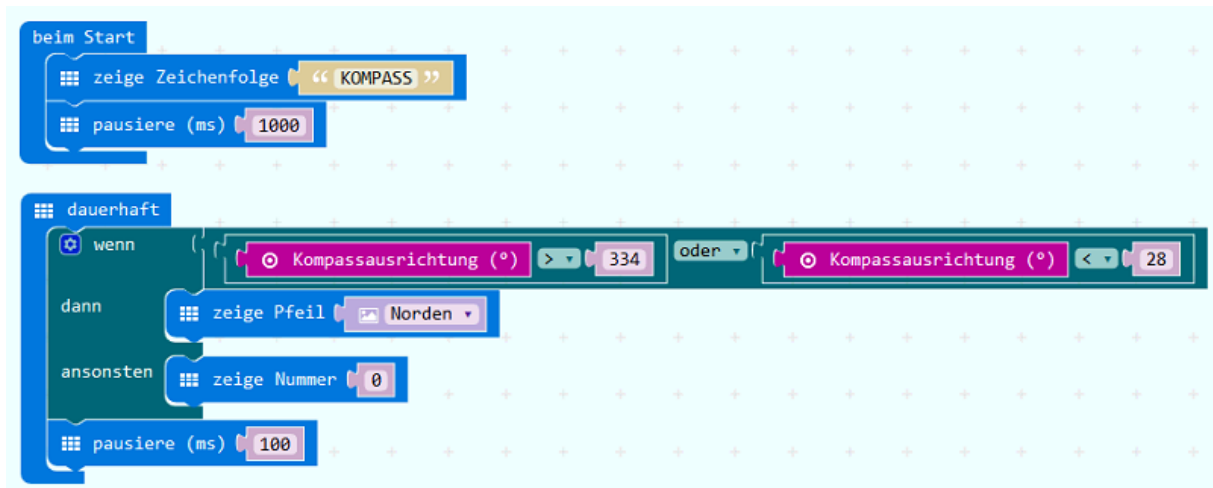 beim Start
zeige Zeichenfolge “ KOMPASS ”
pausiere (ms) 1000
dauerhaft
wenn Kompassausrichtung (º) > 334 oder Kompassausrichtung (º) < 28
dann zeige Pfeil Norden
ansonsten zeige Nummer 0
pausiere (ms) 100